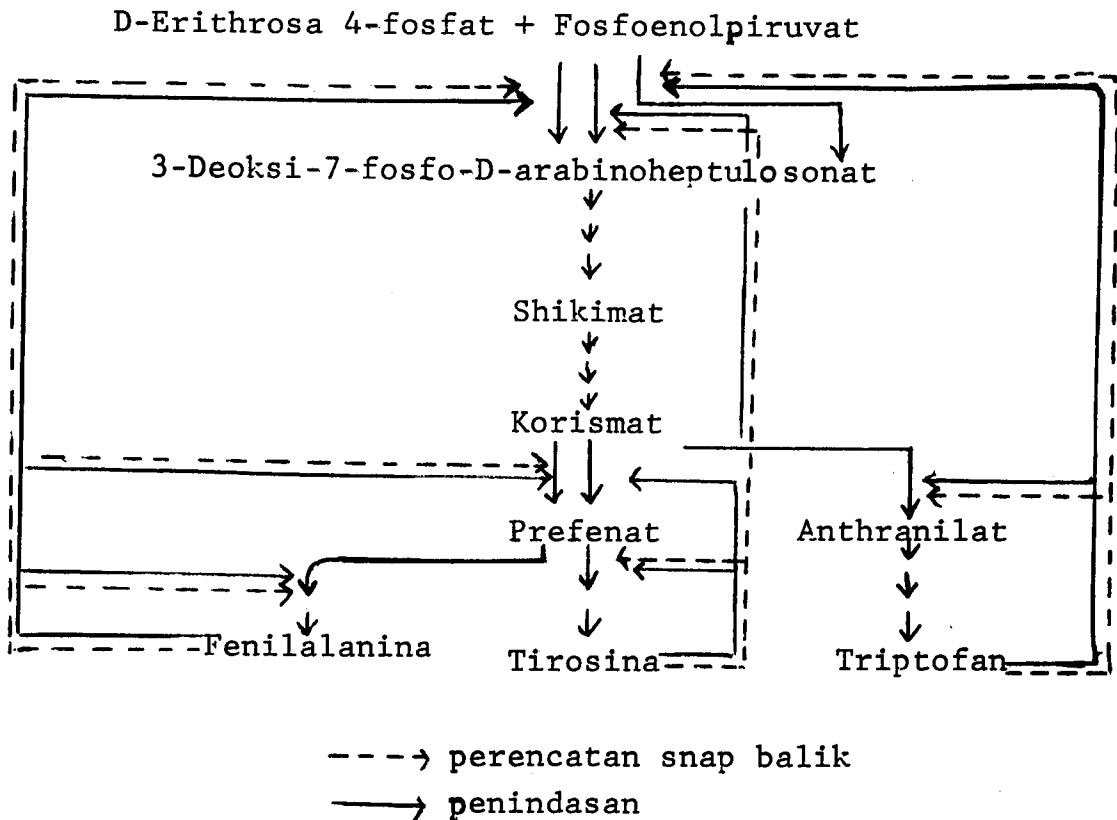 D-Erithrosa 4-fosfat + Fosfoenolpiruvat
3-Deoksi-7-fosfo-D-arabinoheptulosonat
Shikimat
Korismat
Prefenat Anthranilat
Fenilalanina Tirosina Triptofan
perencatan snap balik
penindasan